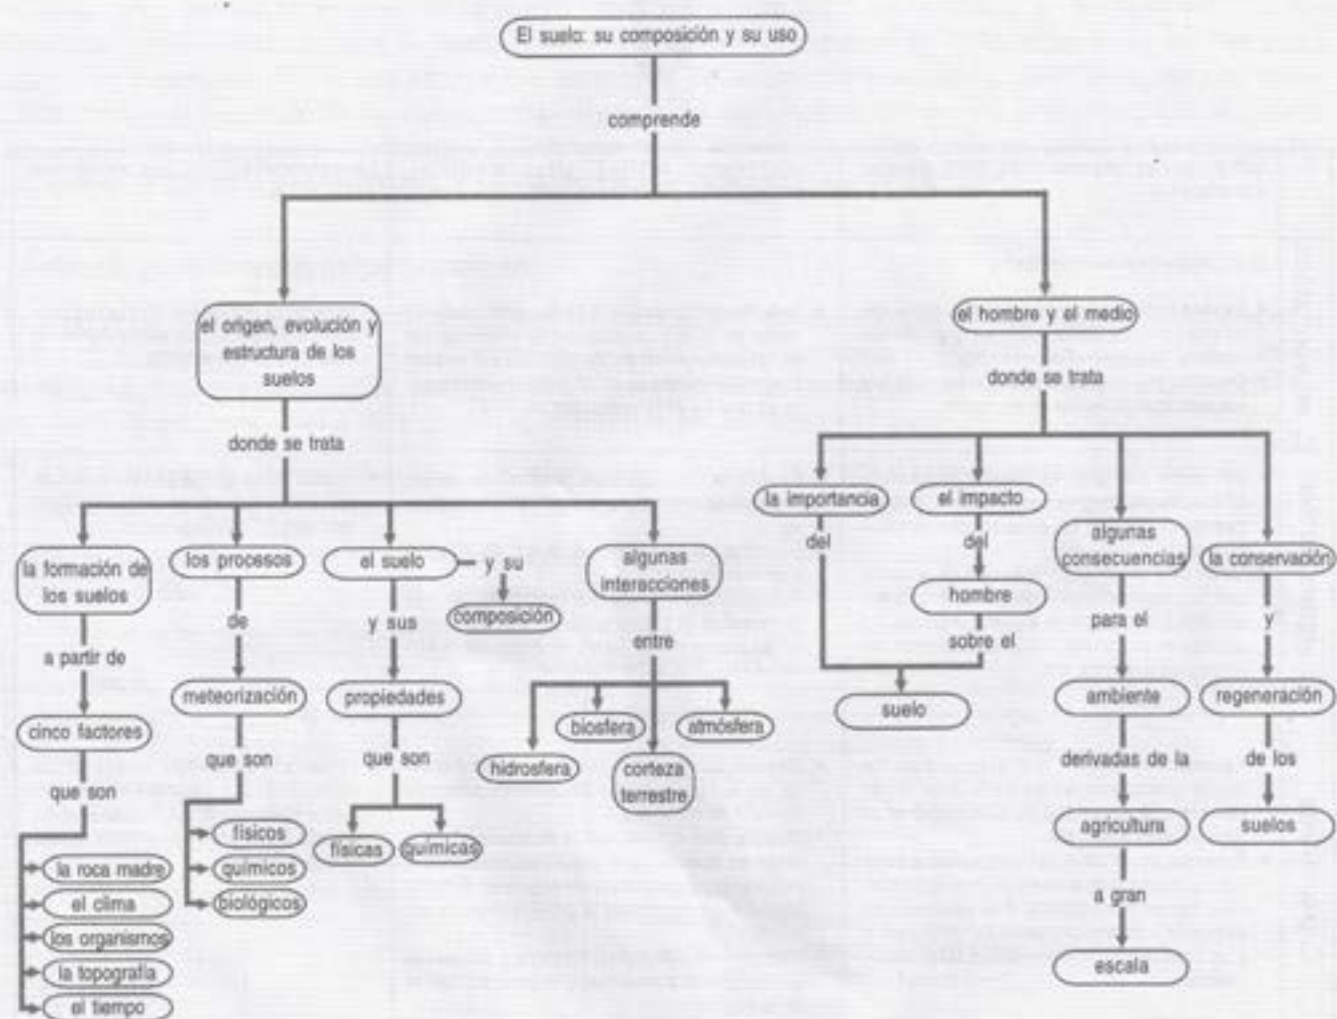 El suelo: su composición y su uso
comprende
el origen, evolución y
estructura de los
suelos
donde se trata
la formación de
los suelos
a partir de
cinco factores
que son
la roca madre
el clima
los organismos
la topografía
el tiempo
los procesos
de
meteorización
que son
físicos
químicos
biológicos
el suelo
y su
composición
y sus
propiedades
que son
físicas
químicas
algunas
interacciones
entre
hidrosfera
biosfera
corteza
terrestre
atmósfera
el hombre y el medio
donde se trata
la importancia
del
el impacto
del
hombre
sobre el
suelo
algunas
consecuencias
para el
ambiente
derivadas de la
agricultura
a gran
escala
la conservación
y
regeneración
de los
suelos